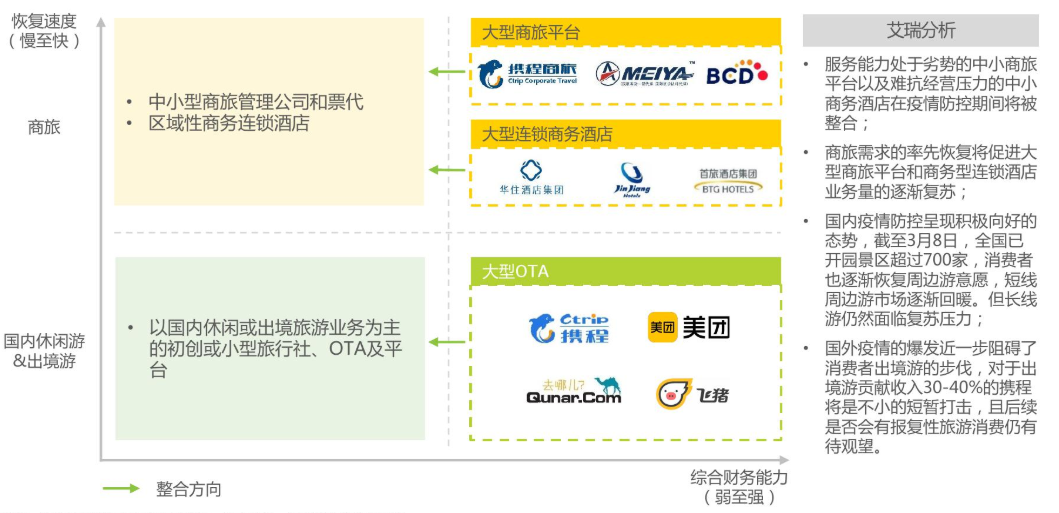 恢复速度
（慢至快）
商旅
国内休闲游
&出境游
• 中小型商旅管理公司和票代
• 区域性商务连锁酒店
大型商旅平台
携程商旅
Ctrip Corporate Travel
MEIYA
BCD
大型连锁商务酒店
华住酒店集团
JinJiang
Hotels
首旅酒店集团
BTG HOTELS
• 以国内休闲或出境旅游业务为主
的初创或小型旅行社、OTA及平
台
大型OTA
Ctrip
携程
美团 美团
去哪儿?
Qunar.Com
飞猪
综合财务能力
（弱至强）
整合方向
艾瑞分析
• 服务能力处于劣势的中小商旅
平台以及难抗经营压力的中小
商务酒店在疫情防控期间将被
整合；
• 商旅需求的率先恢复将促进大
型商旅平台和商务型连锁酒店
业务量的逐渐复苏；
• 国内疫情防控呈现积极向好的
态势，截至3月8日，全国已
开园景区超过700家，消费者
也逐渐恢复周边游意愿，短线
周边游市场逐渐回暖。但长线
游仍然面临复苏压力；
• 国外疫情的爆发近一步阻碍了
消费者出境游的步伐，对于出
境游贡献收入30-40%的携程
将是不小的短暂打击，且后续
是否会有报复性旅游消费仍有
待观望。